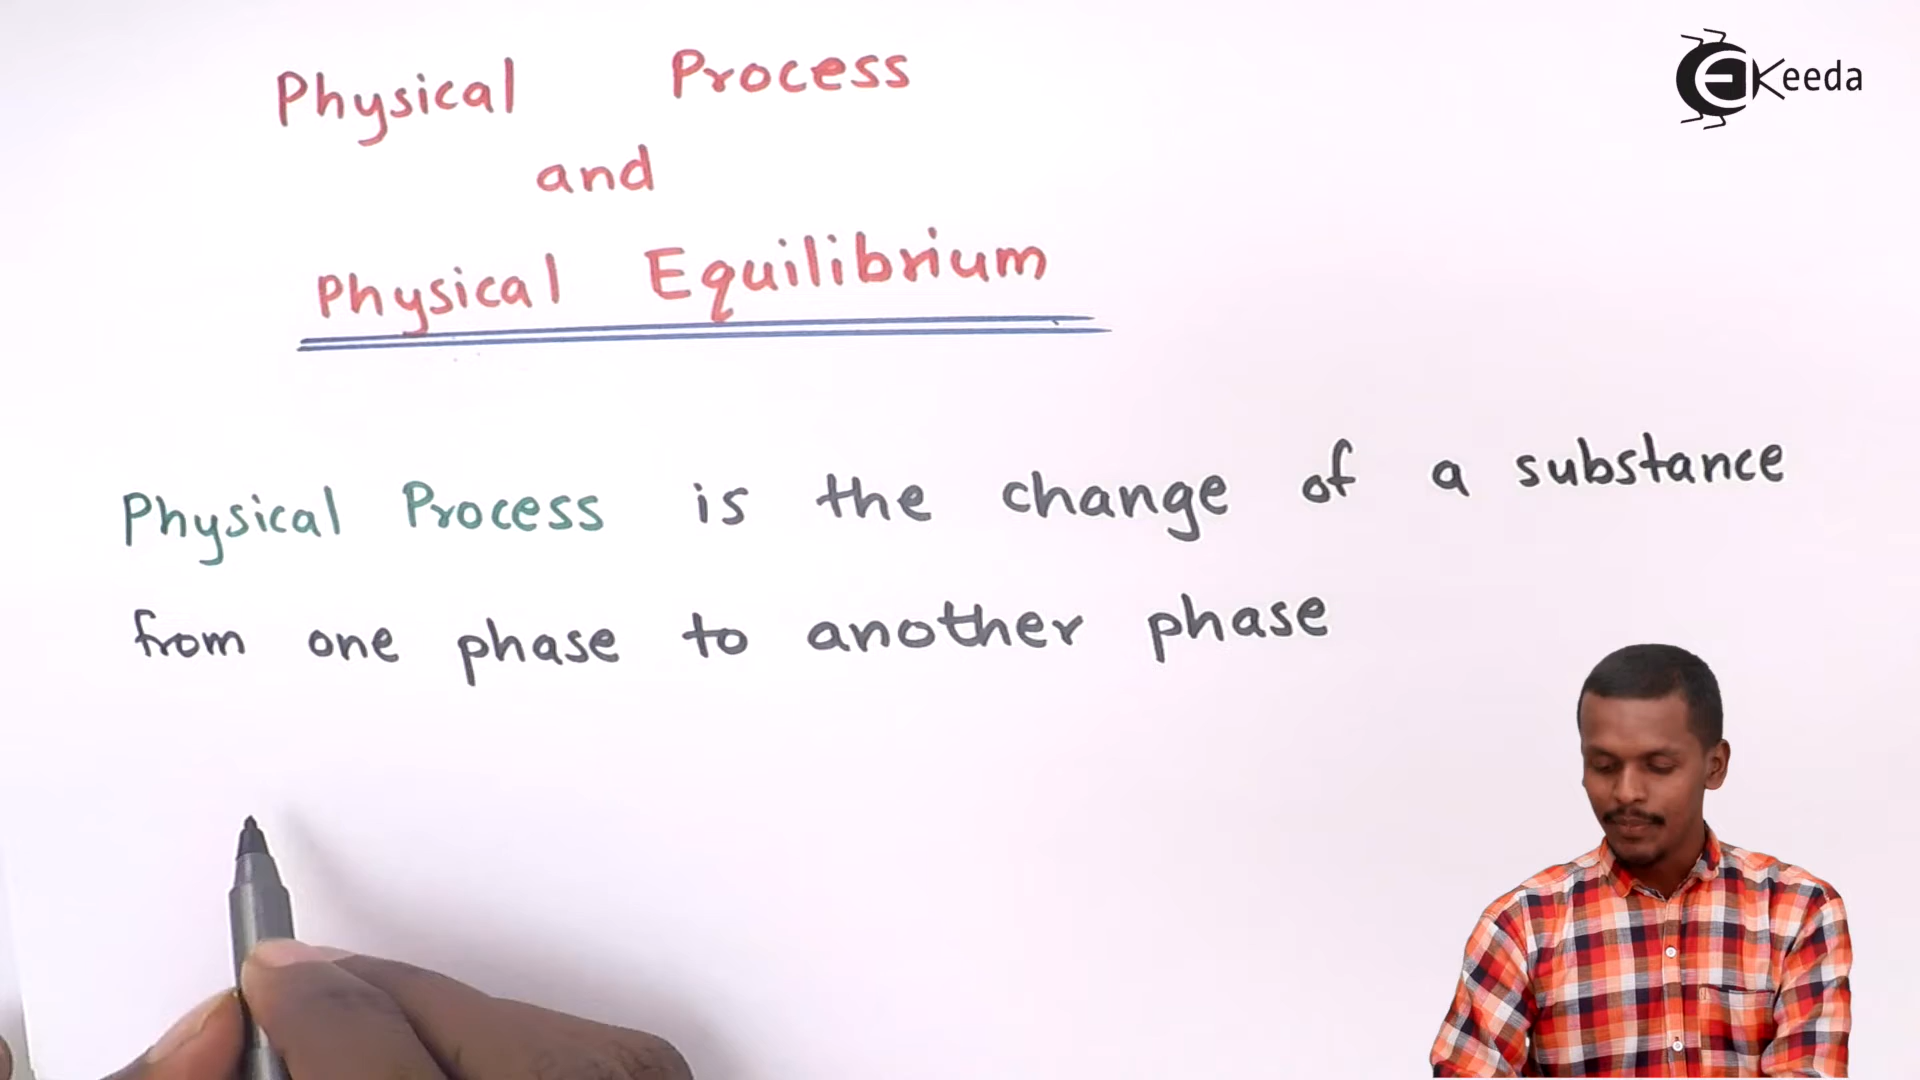 Physical Process
and
Physical Equilibrium
Keeda
Physical Process is the change of a substance
from one phase to another phase